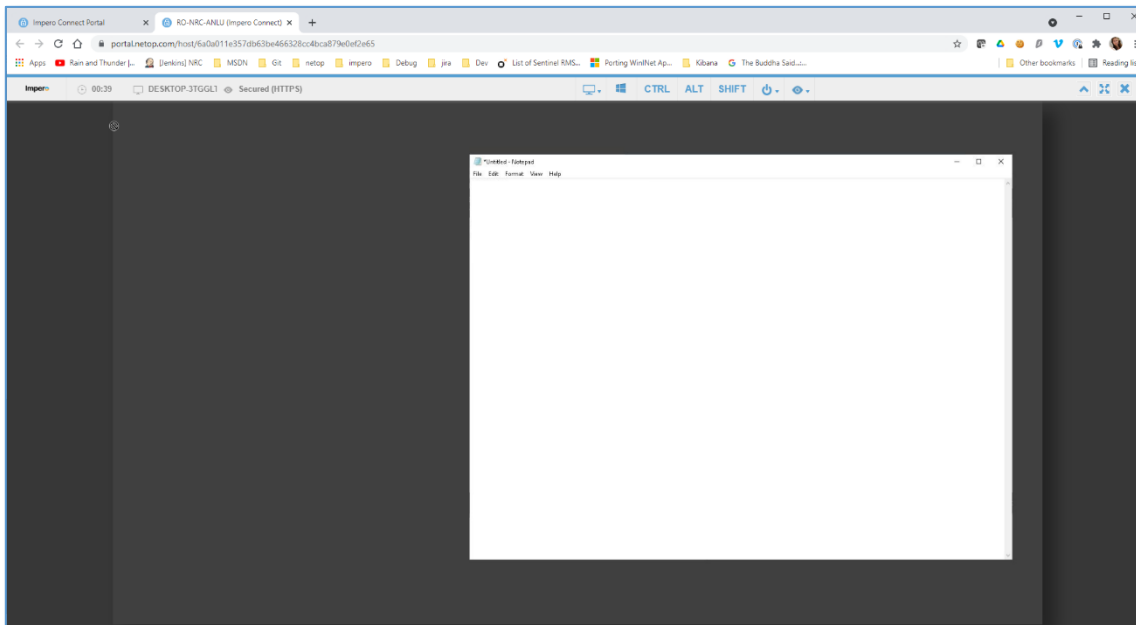 Impero Connect Portal RO-NRC-ANLU (Impero Connect)
portal.netop.com/host/6a0a011e357db63be466328cc4bca879e0ef2e65
Apps Rain and Thunder |... [Jenkins] NRC MSDN Git netop impero Debug jira Dev List of Sentinel RMS... Porting WinINet Ap... Kibana The Buddha Said...:... Other bookmarks Reading lis
Impero 00:39 DESKTOP-3TGGL1 Secured (HTTPS) CTRL ALT SHIFT
*Untitled - Notepad
File Edit Format View Help